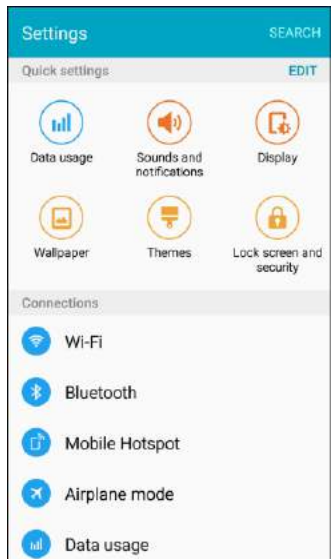 Settings SEARCH
Quick settings EDIT
Data usage Sounds and notifications Display
Wallpaper Themes Lock screen and security
Connections
Wi-Fi
Bluetooth
Mobile Hotspot
Airplane mode
Data usage